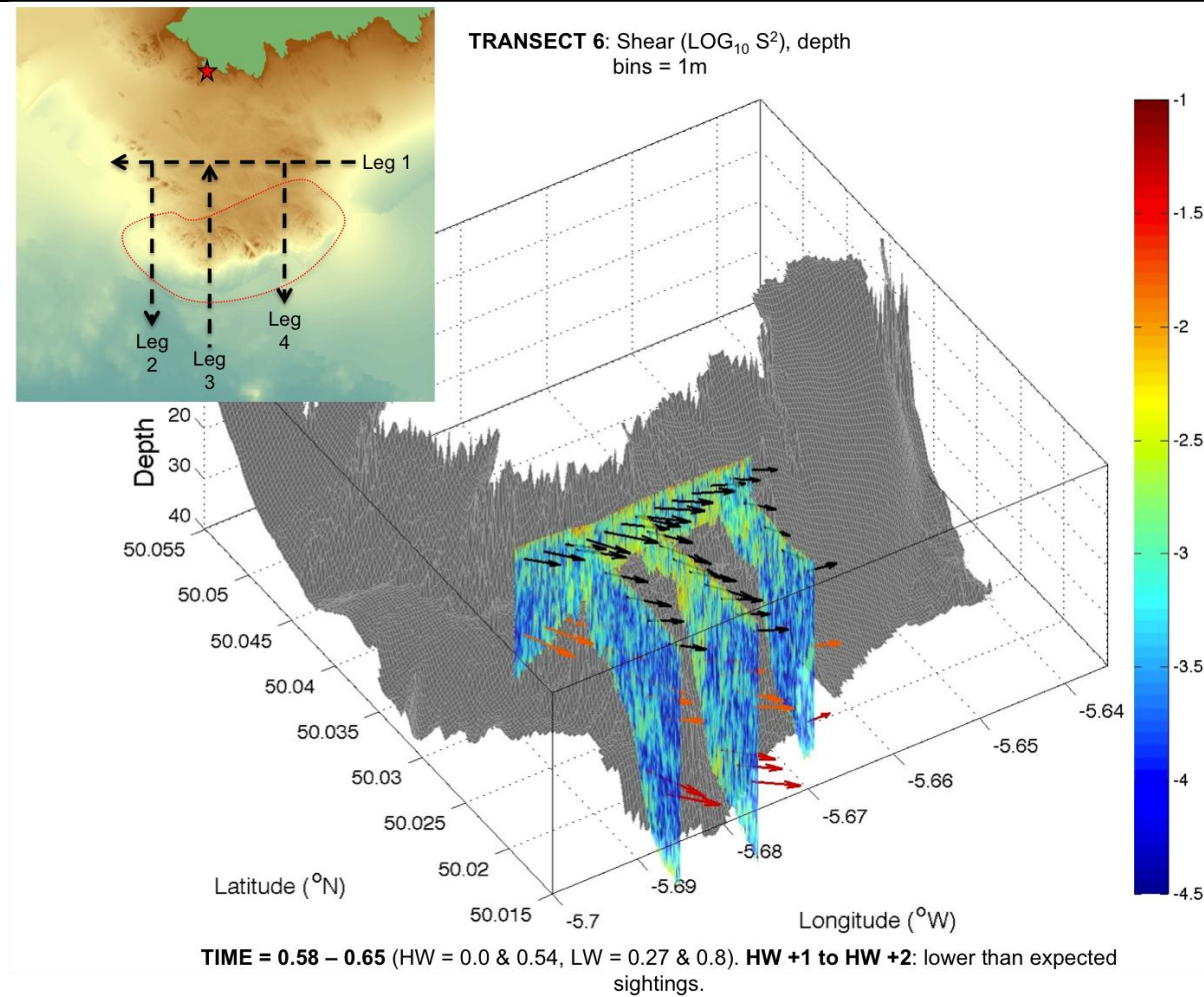 TRANSECT 6: Shear (LOG10 S2), depth
bins = 1m
Leg 1
Leg
2
Leg
3
Leg
4
-1
-1.5
-2
-2.5
-3
-3.5
-4
-4.5
Depth
20
30
40
50.055
50.05
50.045
50.04
50.035
50.03
50.025
50.02
50.015
Latitude (oN)
-5.7
-5.69
-5.68
-5.67
-5.66
-5.65
-5.64
Longitude (oW)
TIME = 0.58 – 0.65 (HW = 0.0 & 0.54, LW = 0.27 & 0.8). HW +1 to HW +2: lower than expected
sightings.